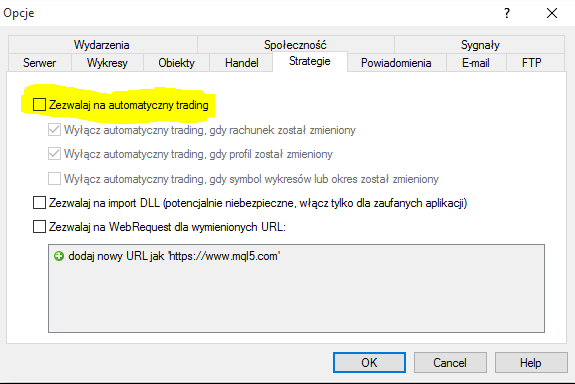 Opcje
Wydarzenia Społeczność Sygnały
Serwer Wykresy Obiekty Handel Strategie Powiadomienia E-mail FTP
Zezwalaj na automatyczny trading
Wyłącz automatyczny trading, gdy rachunek został zmieniony
Wyłącz automatyczny trading, gdy profil został zmieniony
Wyłącz automatyczny trading, gdy symbol wykresów lub okres został zmieniony
Zezwalaj na import DLL (potencjalnie niebezpieczne, włącz tylko dla zaufanych aplikacji)
Zezwalaj na WebRequest dla wymienionych URL:
dodaj nowy URL jak 'https://www.mql5.com'
OK Cancel Help